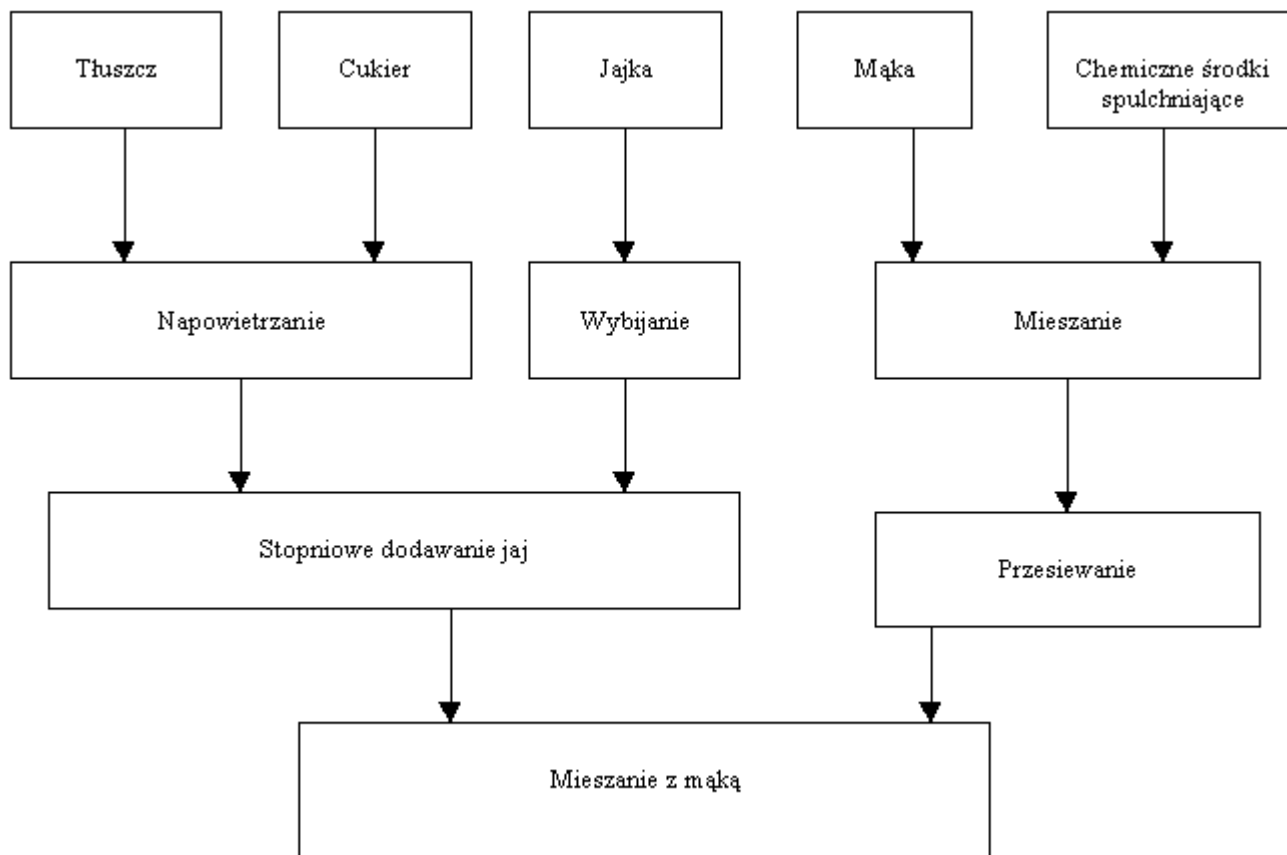 Tłuszcz
Cukier
Jajka
Mąka
Chemiczne środki
spulchniające
Napowietrzanie
Wybijanie
Mieszanie
Stopniowe dodawanie jaj
Przesiewanie
Mieszanie z mąką